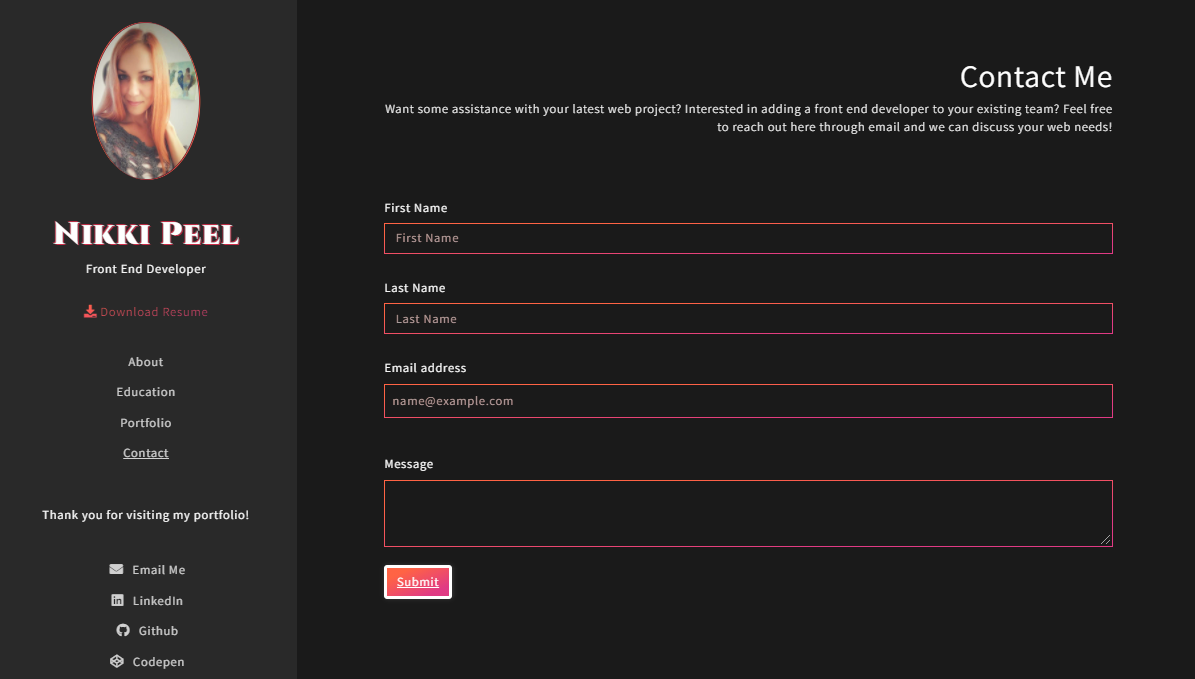 Nikki Peel
Front End Developer
Download Resume
About
Education
Portfolio
Contact
Thank you for visiting my portfolio!
Email Me
LinkedIn
Github
Codepen
Contact Me
Want some assistance with your latest web project? Interested in adding a front end developer to your existing team? Feel free
to reach out here through email and we can discuss your web needs!
First Name
First Name
Last Name
Last Name
Email address
name@example.com
Message
Submit